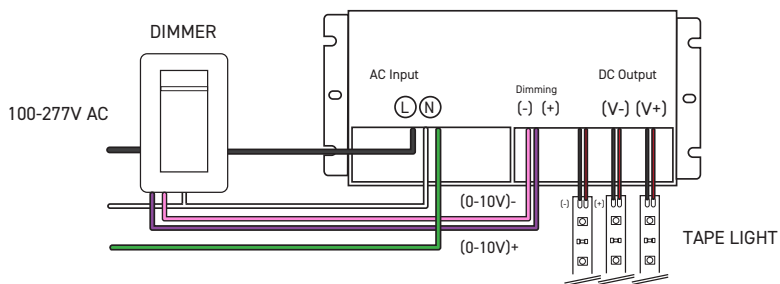 DIMMER
100-277V AC
AC Input
L N
Dimming
(-) (+)
DC Output
(V-) (V+)
(0-10V)-
(0-10V)+
(-) (+)
TAPE LIGHT